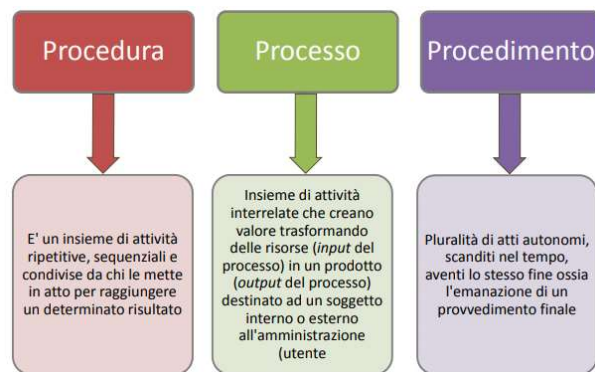 Procedura
Processo
Procedimento
E' un insieme di attività
ripetitive, sequenziali e
condivise da chi le mette
in atto per raggiungere
un determinato risultato
Insieme di attività
interrelate che creano
valore trasformando
delle risorse (input del
processo) in un prodotto
(output del processo)
destinato ad un soggetto
interno o esterno
all'amministrazione
(utente
Pluralità di atti autonomi,
scanditi nel tempo,
aventi lo stesso fine ossia
l'emanazione di un
provvedimento finale